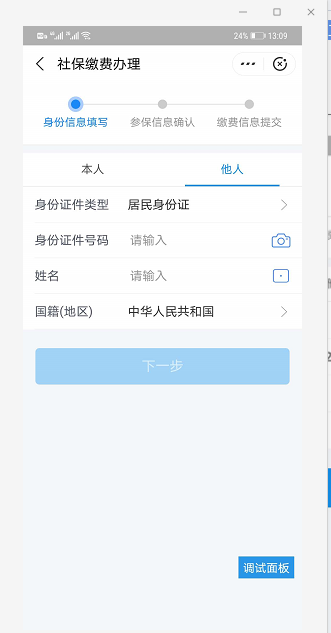 24% 13:09
社保缴费办理
身份信息填写 参保信息确认 缴费信息提交
本人 他人
身份证件类型 居民身份证
身份证件号码 请输入
姓名 请输入
国籍(地区) 中华人民共和国
下一步
调试面板